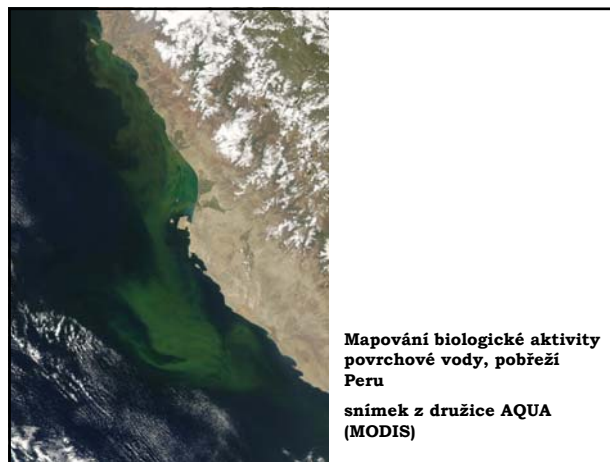 Mapování biologické aktivity
povrchové vody, pobřeží
Peru
snímek z družice AQUA
(MODIS)